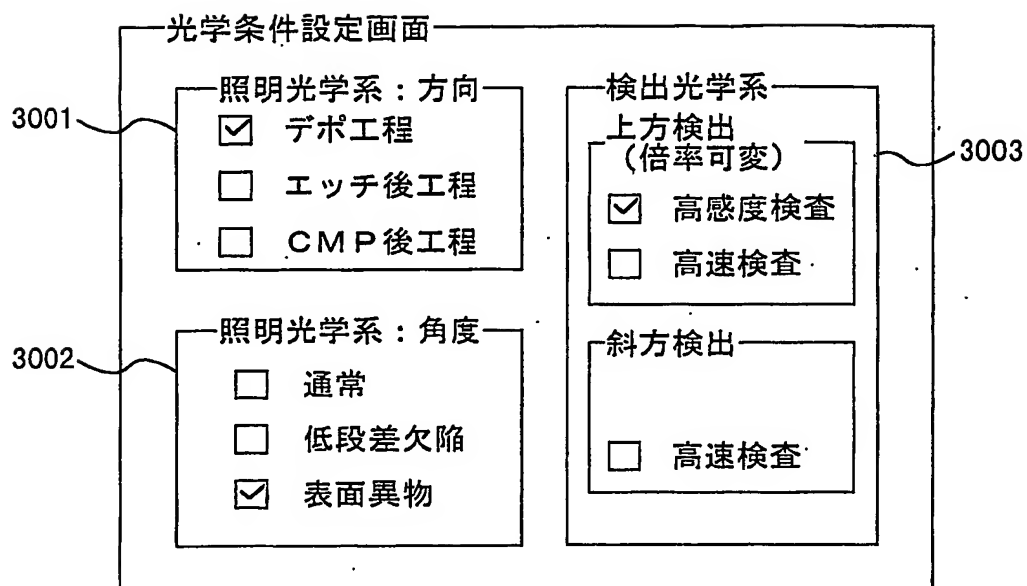 光学条件設定画面
3001
照明光学系:方向
デポ工程
エッチ後工程
CMP後工程
3002
照明光学系:角度
通常
低段差欠陥
表面異物
検出光学系
上方検出
(倍率可変)
高感度検査
高速検査
3003
斜方検出
高速検査